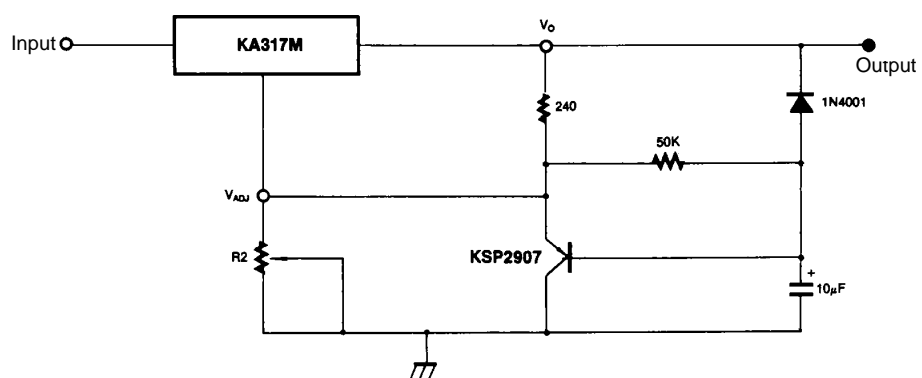 Input
KA317M
Vo
Output
240
1N4001
50K
VADJ
R2
KSP2907
+
10μF